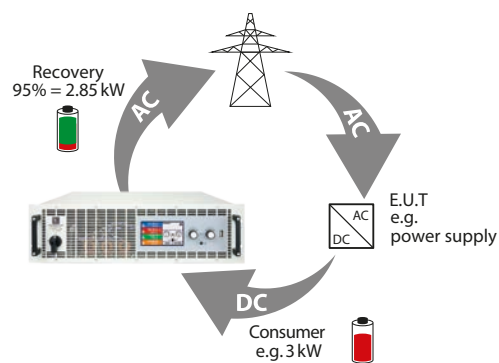 Recovery
95% = 2.85 kW
AC
AC
AC
DC
E.U.T
e.g.
power supply
DC
Consumer
e.g. 3 kW